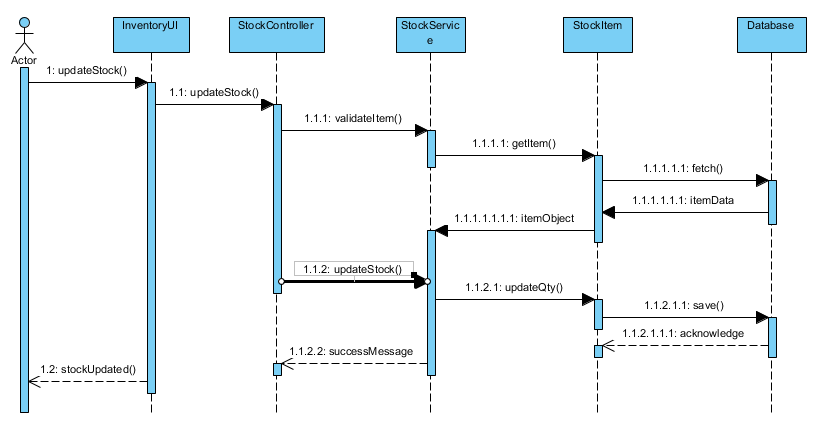 InventoryUI
StockController
StockServic
e
StockItem
Database
Actor
1: updateStock()
1.1: updateStock()
1.1.1: validateItem()
1.1.1.1: getItem()
1.1.1.1.1: fetch()
1.1.1.1.1.1: itemData
1.1.1.1.1.1.1: itemObject
1.1.2: updateStock()
1.1.2.1: updateQty()
1.1.2.1.1: save()
1.1.2.1.1.1: acknowledge
1.1.2.2: successMessage
1.2: stockUpdated()